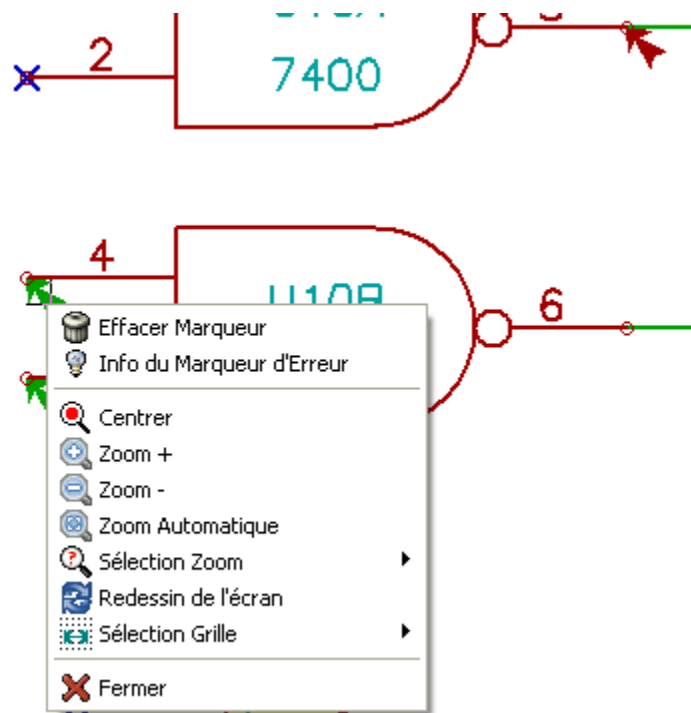 2
7400
4
U10B
6
Effacer Marqueur
Info du Marqueur d'Erreur
Centrer
Zoom +
Zoom -
Zoom Automatique
Sélection Zoom
Redessin de l'écran
Sélection Grille
Fermer